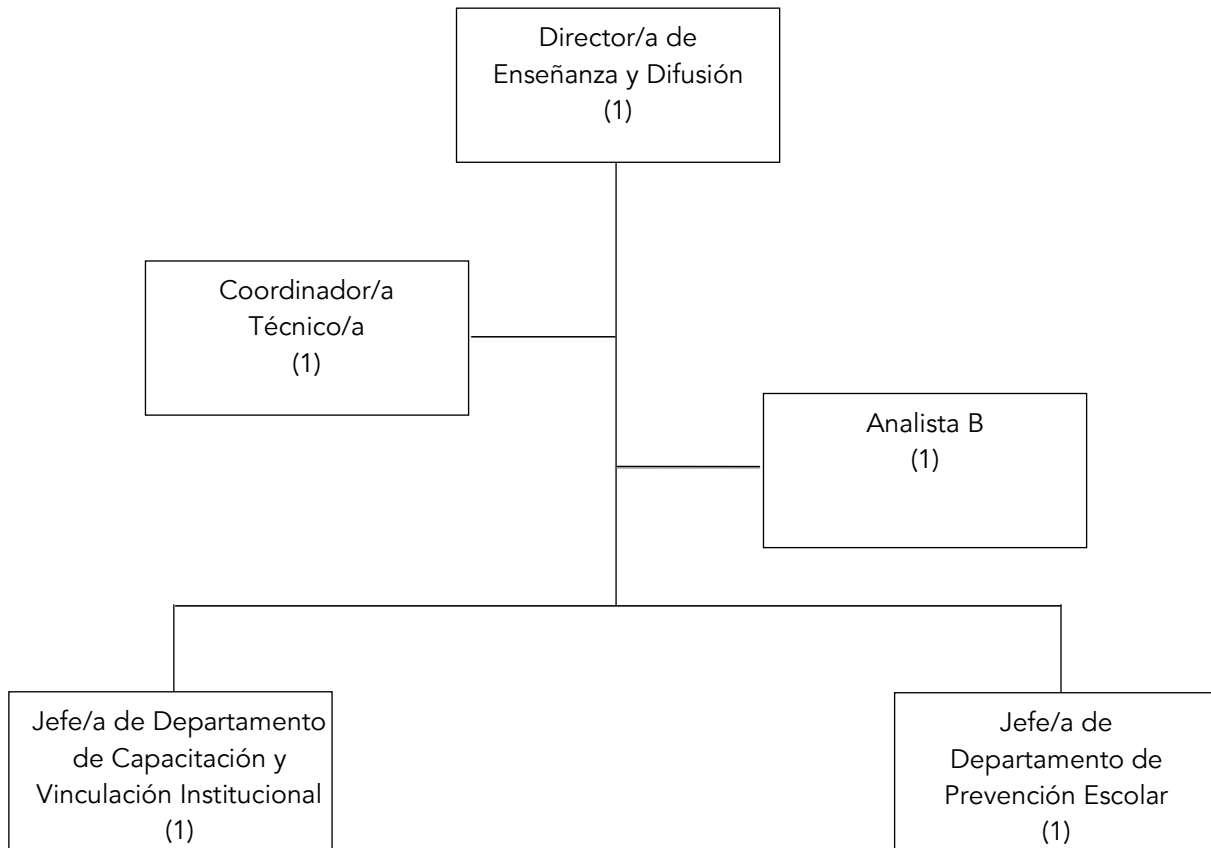 Director/a de
Enseñanza y Difusión
(1)
Coordinador/a
Técnico/a
(1)
Analista B
(1)
Jefe/a de Departamento
de Capacitación y
Vinculación Institucional
(1)
Jefe/a de
Departamento de
Prevención Escolar
(1)